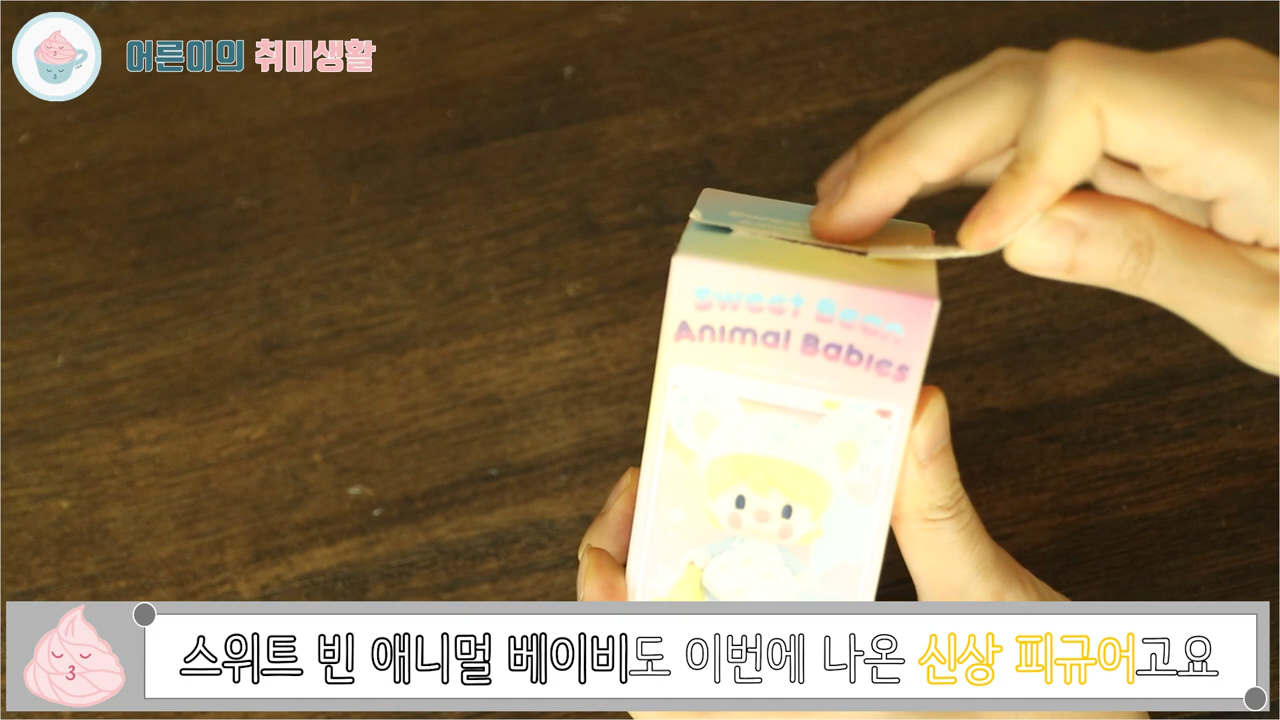 어른이의 취미생활
Sweet Bean
Animal Babies
스위트 빈 애니멀 베이비도 이번에 나온 신상 피규어고요